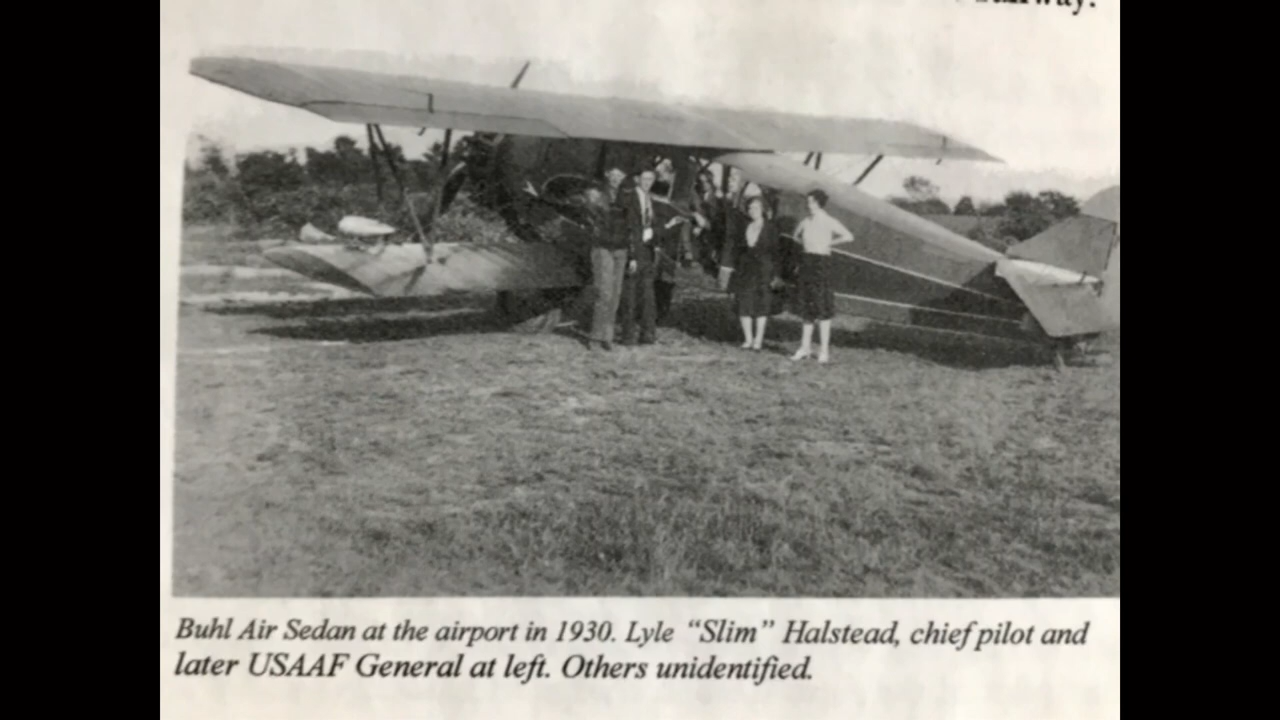 Buhl Air Sedan at the airport in 1930. Lyle “Slim” Halstead, chief pilot and
later USAAF General at left. Others unidentified.